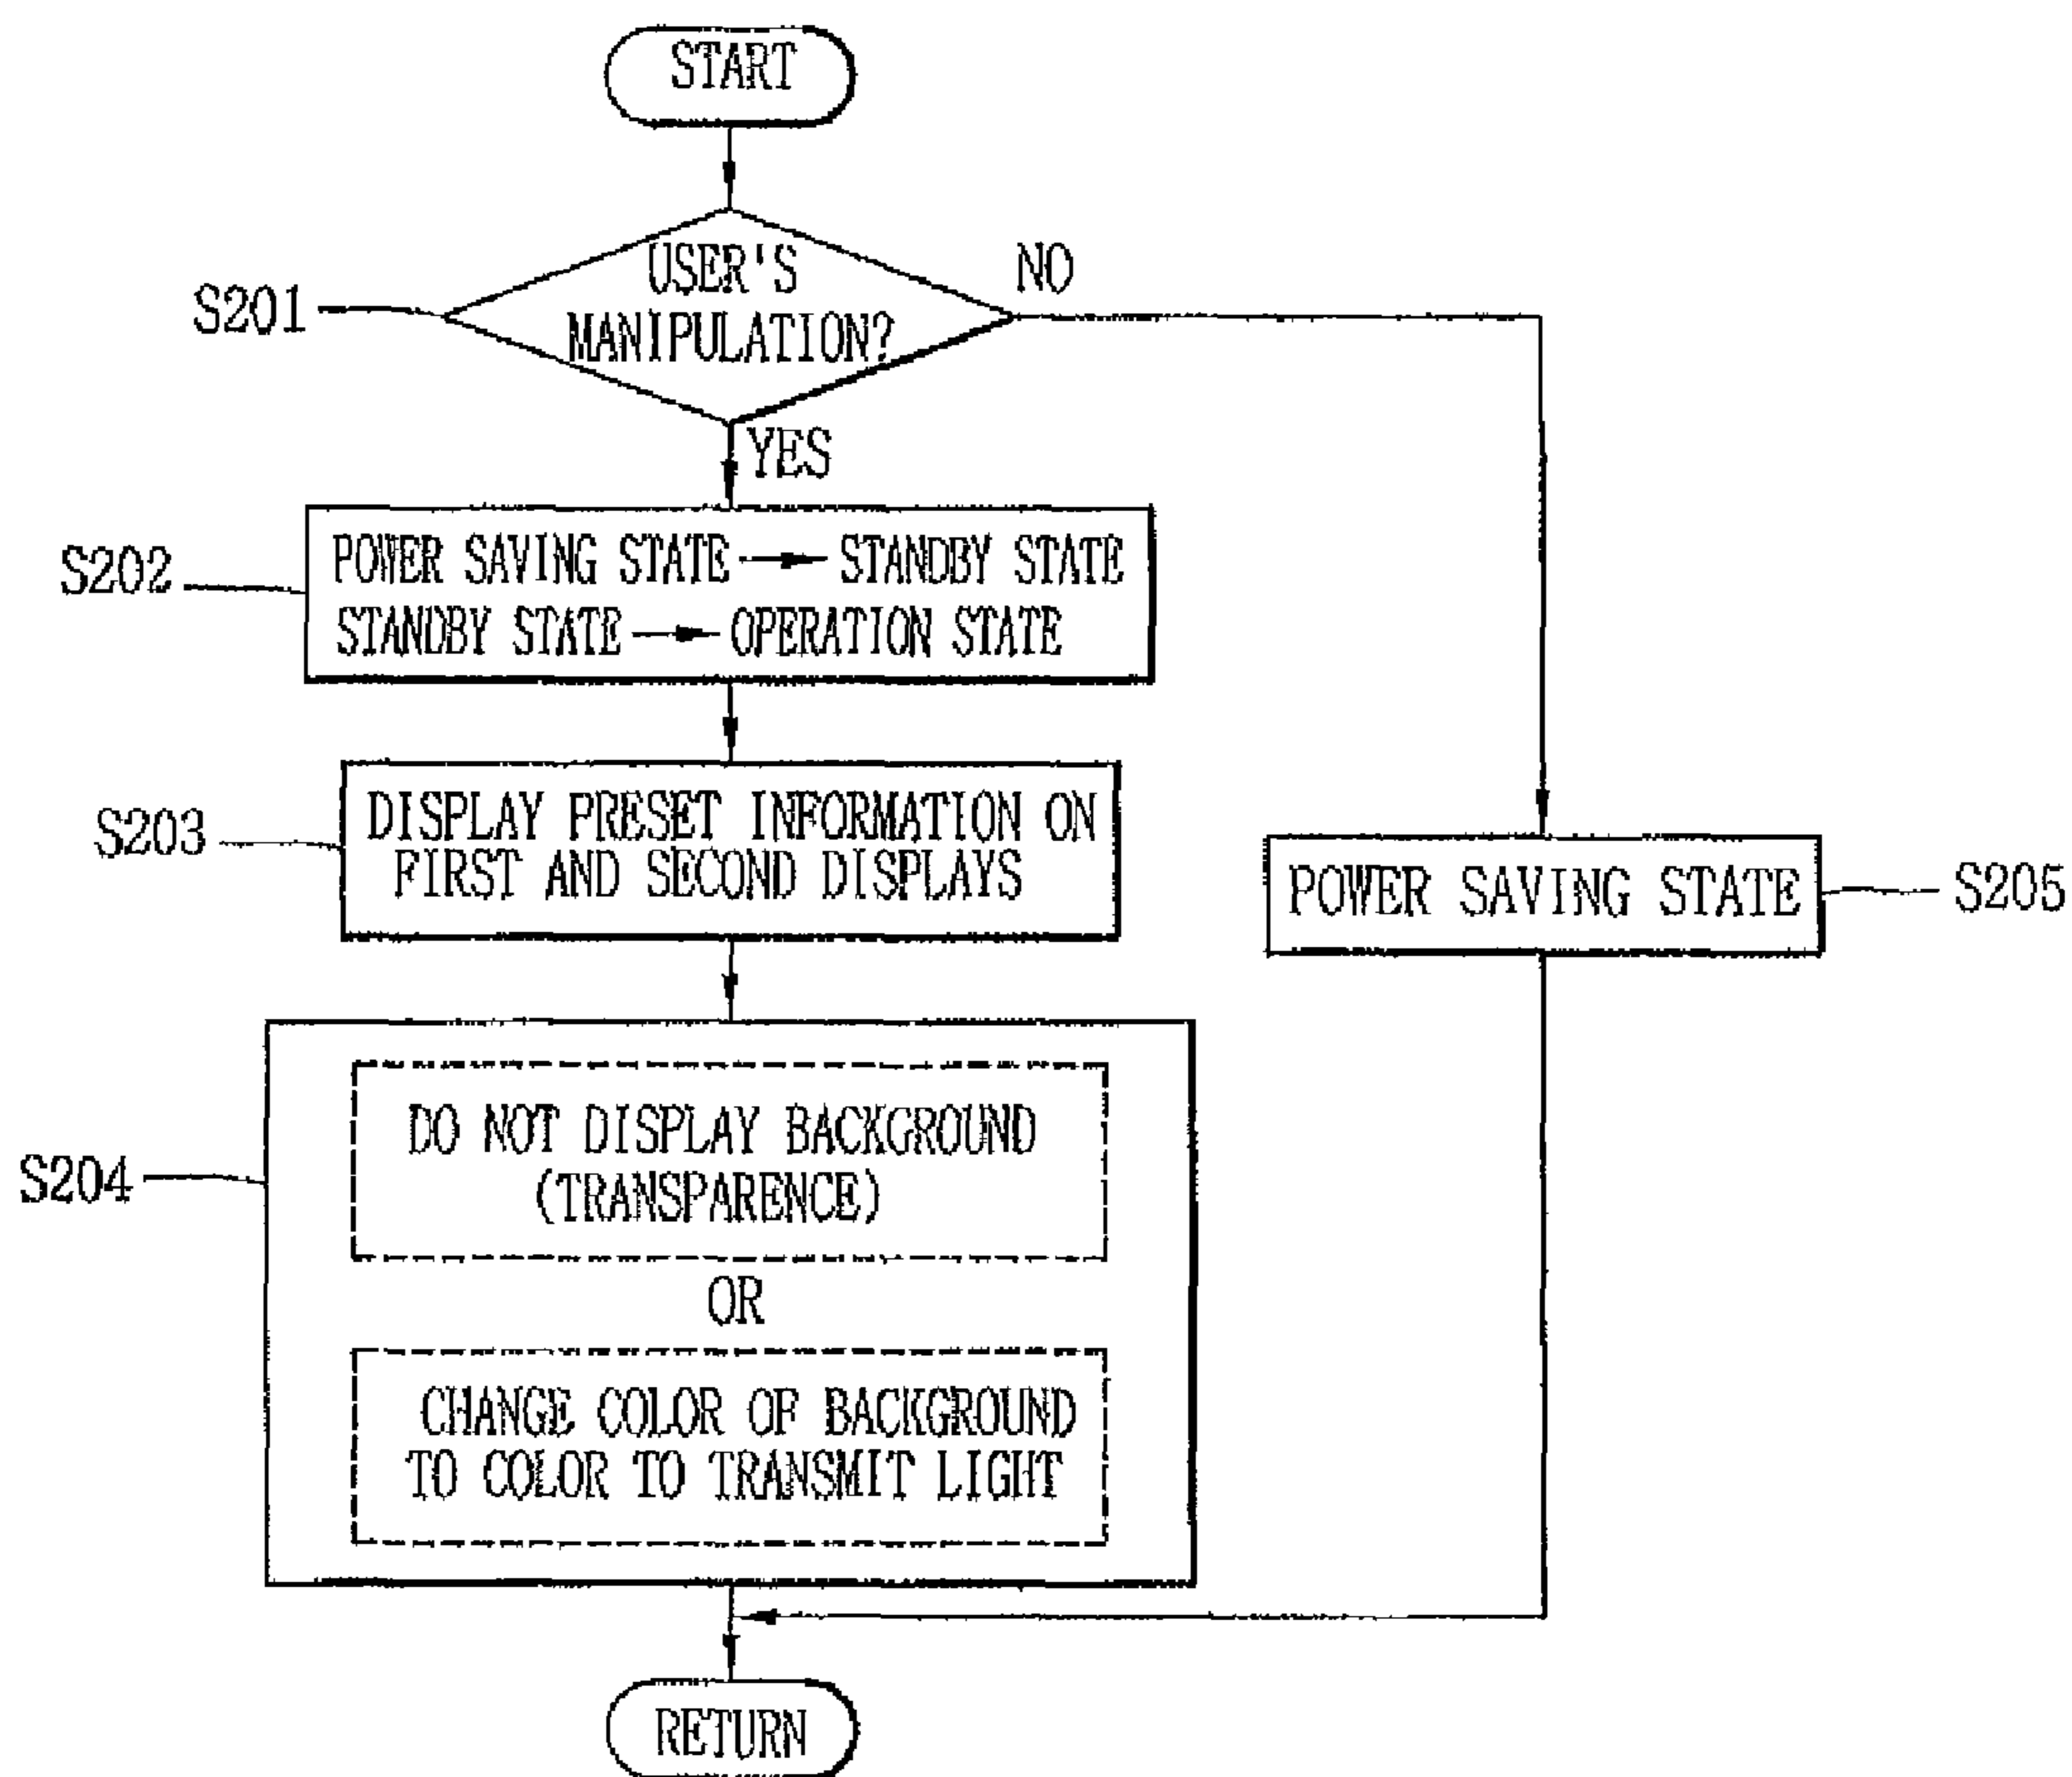 START
S201
USER'S
MANIPULATION?
NO
YES
S202
POWER SAVING STATE → STANDBY STATE
STANDBY STATE → OPERATION STATE
S203
DISPLAY PRESET INFORMATION ON
FIRST AND SECOND DISPLAYS
POWER SAVING STATE
S205
S204
DO NOT DISPLAY BACKGROUND
(TRANSPARENCE)
OR
CHANGE COLOR OF BACKGROUND
TO COLOR TO TRANSMIT LIGHT
RETURN